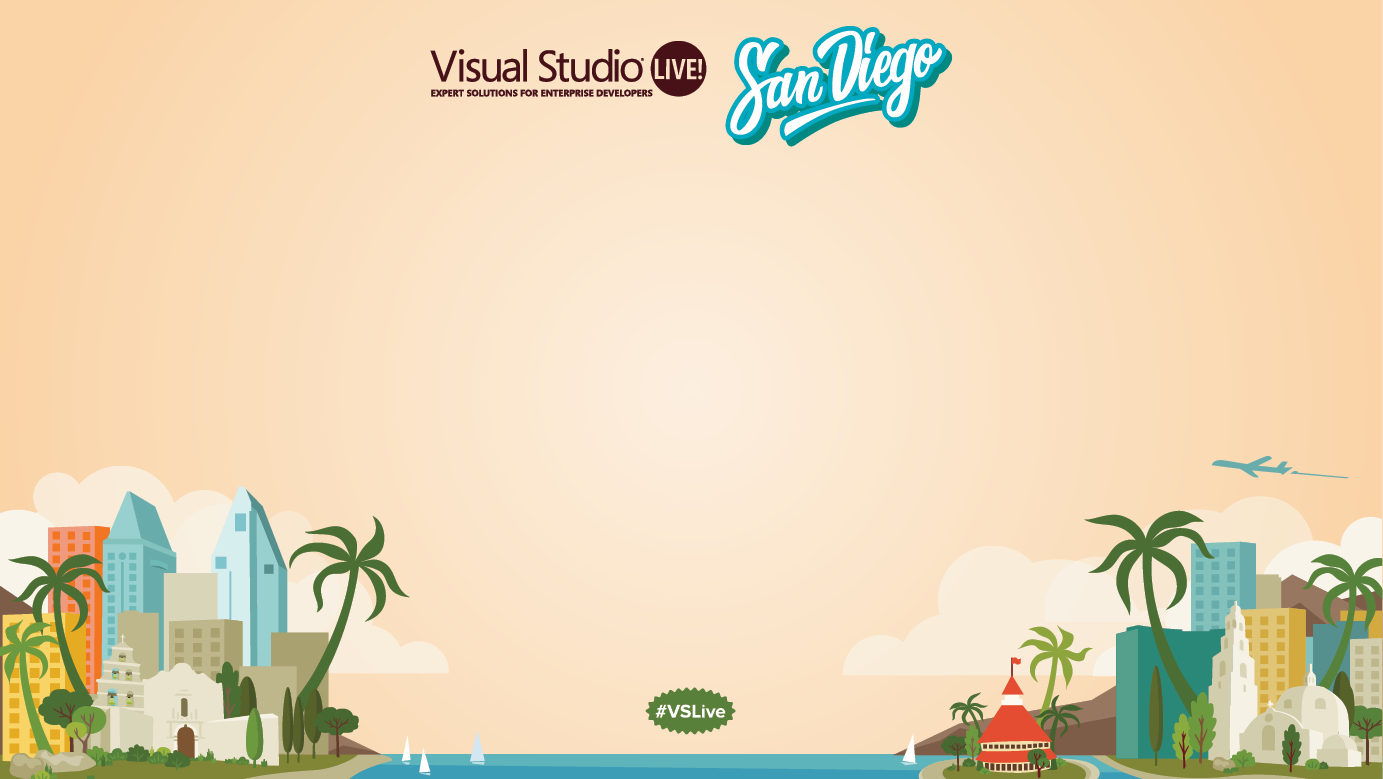 Visual Studio LIVE!
EXPERT SOLUTIONS FOR ENTERPRISE DEVELOPERS
San Diego
#VSLive